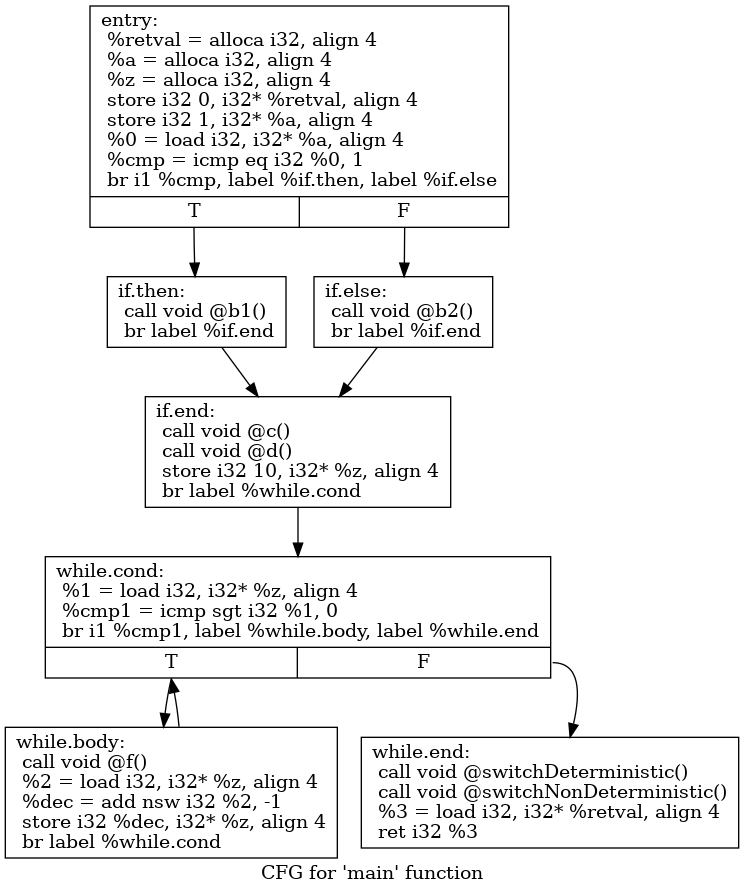 entry:
%retval = alloca i32, align 4
%a = alloca i32, align 4
%z = alloca i32, align 4
store i32 0, i32* %retval, align 4
store i32 1, i32* %a, align 4
%0 = load i32, i32* %a, align 4
%cmp = icmp eq i32 %0, 1
br i1 %cmp, label %if.then, label %if.else
T
F
if.then:
call void @b1()
br label %if.end
if.else:
call void @b2()
br label %if.end
if.end:
call void @c()
call void @d()
store i32 10, i32* %z, align 4
br label %while.cond
while.cond:
%1 = load i32, i32* %z, align 4
%cmp1 = icmp sgt i32 %1, 0
br i1 %cmp1, label %while.body, label %while.end
T
F
while.body:
call void @f()
%2 = load i32, i32* %z, align 4
%dec = add nsw i32 %2, -1
store i32 %dec, i32* %z, align 4
br label %while.cond
while.end:
call void @switchDeterministic()
call void @switchNonDeterministic()
%3 = load i32, i32* %retval, align 4
ret i32 %3
CFG for 'main' function